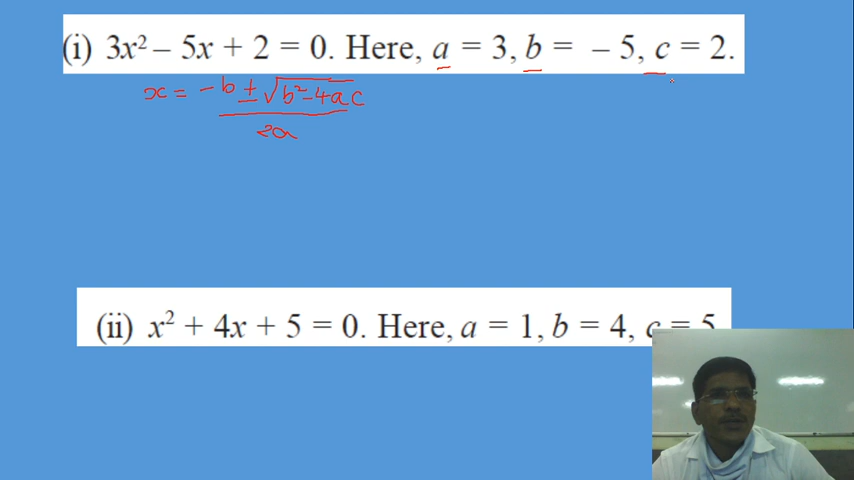 (i) 3x² – 5x + 2 = 0. Here, a = 3, b = – 5, c = 2.
x = -b ± √b²-4ac
2a
(ii) x² + 4x + 5 = 0. Here, a = 1, b = 4, c = 5